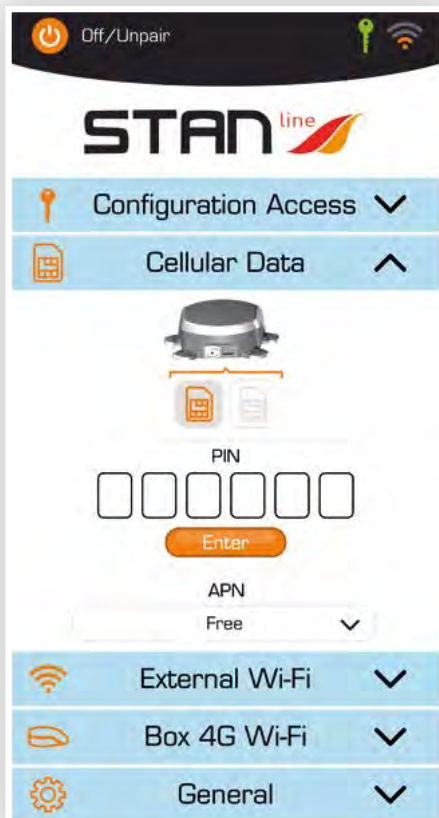 Off/Unpair
STAN line
Configuration Access
Cellular Data
PIN
Enter
APN
Free
External Wi-Fi
Box 4G Wi-Fi
General